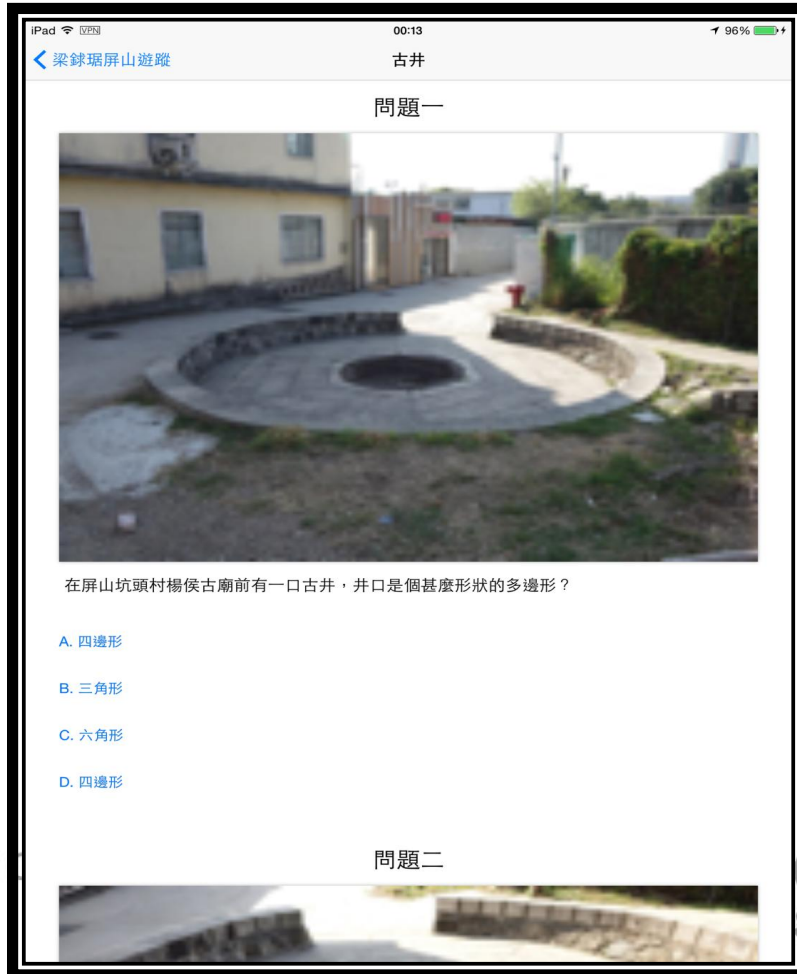 iPad VPN 00:13 96%
梁銶琚屏山遊蹤 古井
問題一
在屏山坑頭村楊侯古廟前有一口古井，井口是個甚麼形狀的多邊形？
A. 四邊形
B. 三角形
C. 六角形
D. 四邊形
問題二